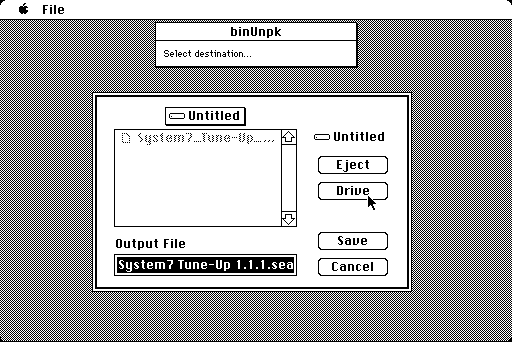 File
binUnpk
Select destination...
Untitled
System7…Tune-Up…...
Untitled
Eject
Drive
Output File
Save
System7 Tune-Up 1.1.1.sea
Cancel